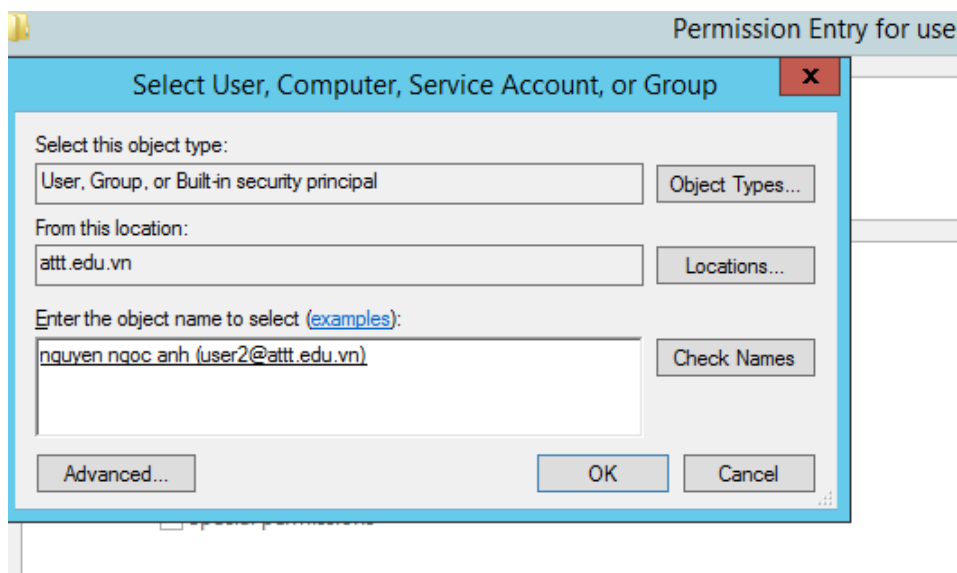 Permission Entry for use
Select User, Computer, Service Account, or Group
x
Select this object type:
User, Group, or Built-in security principal
Object Types...
From this location:
attt.edu.vn
Locations...
Enter the object name to select (examples):
nguyen ngoc anh (user2@attt.edu.vn)
Check Names
Advanced...
OK
Cancel
Special permissions